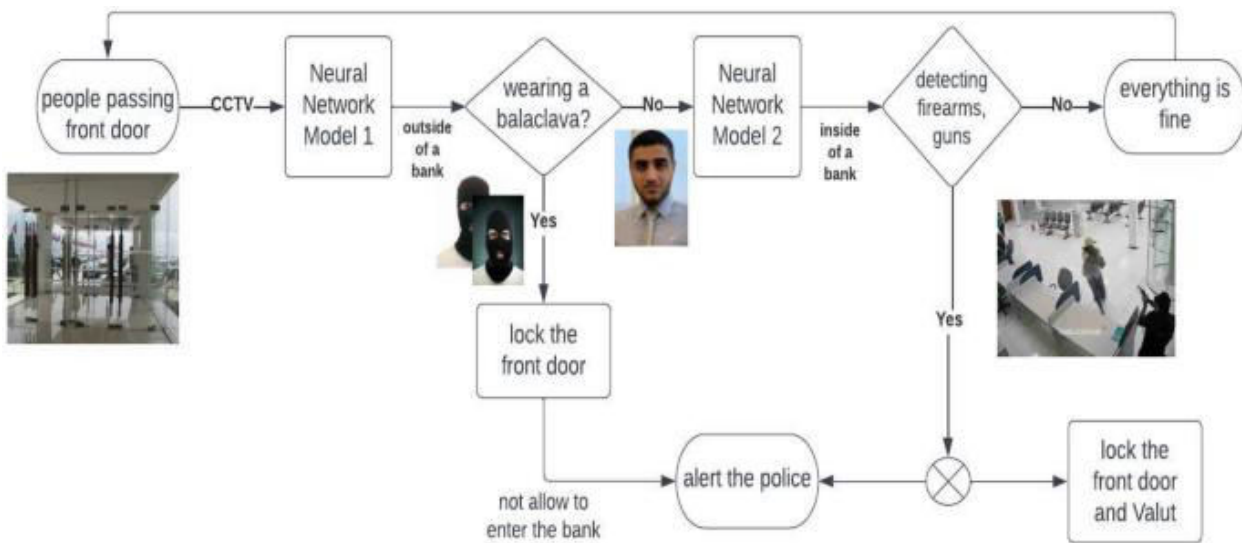 people passing
front door
CCTV
Neural
Network
Model 1
outside
of a
bank
wearing a
balaclava?
No
Neural
Network
Model 2
inside
of a
bank
detecting
firearms,
guns
No
everything is
fine
Yes
lock the
front door
Yes
not allow to
enter the bank
alert the police
lock the
front door
and Valut